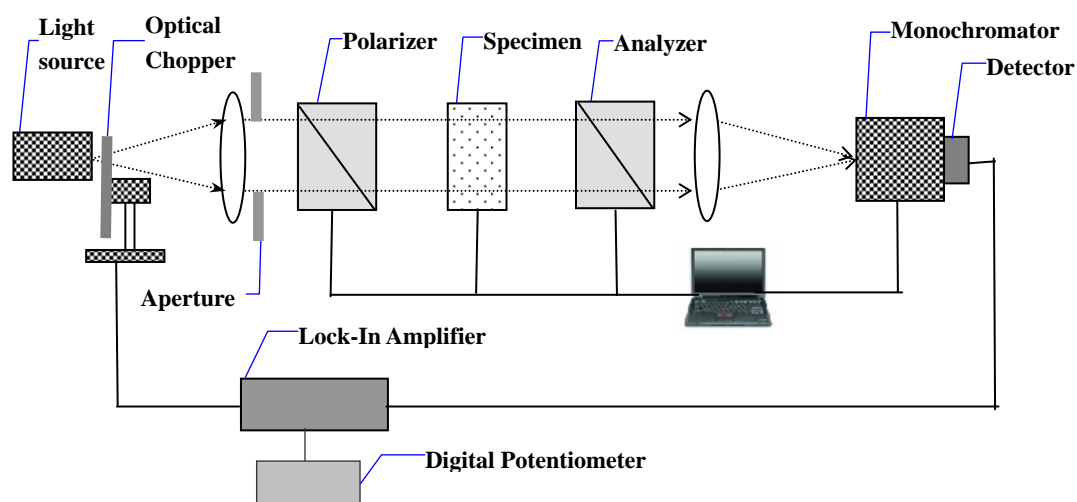 Light
source
Optical
Chopper
Polarizer
Specimen
Analyzer
Monochromator
Detector
Aperture
Lock-In Amplifier
Digital Potentiometer